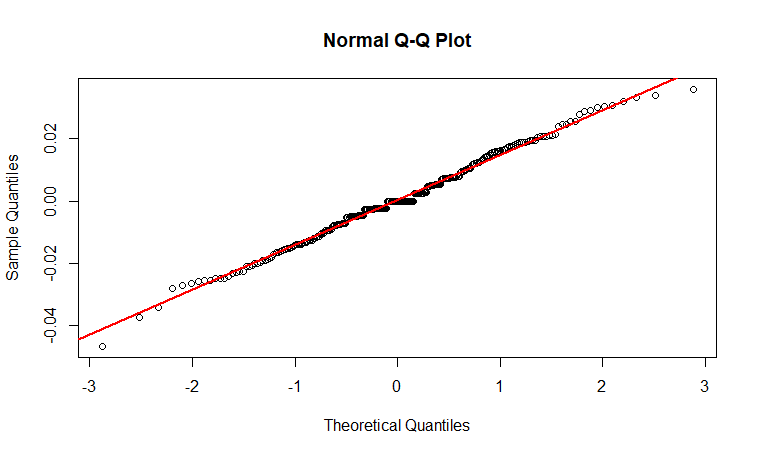 Normal Q-Q Plot
Sample Quantiles
0.02
0.00
-0.02
-0.04
-3 -2 -1 0 1 2 3
Theoretical Quantiles